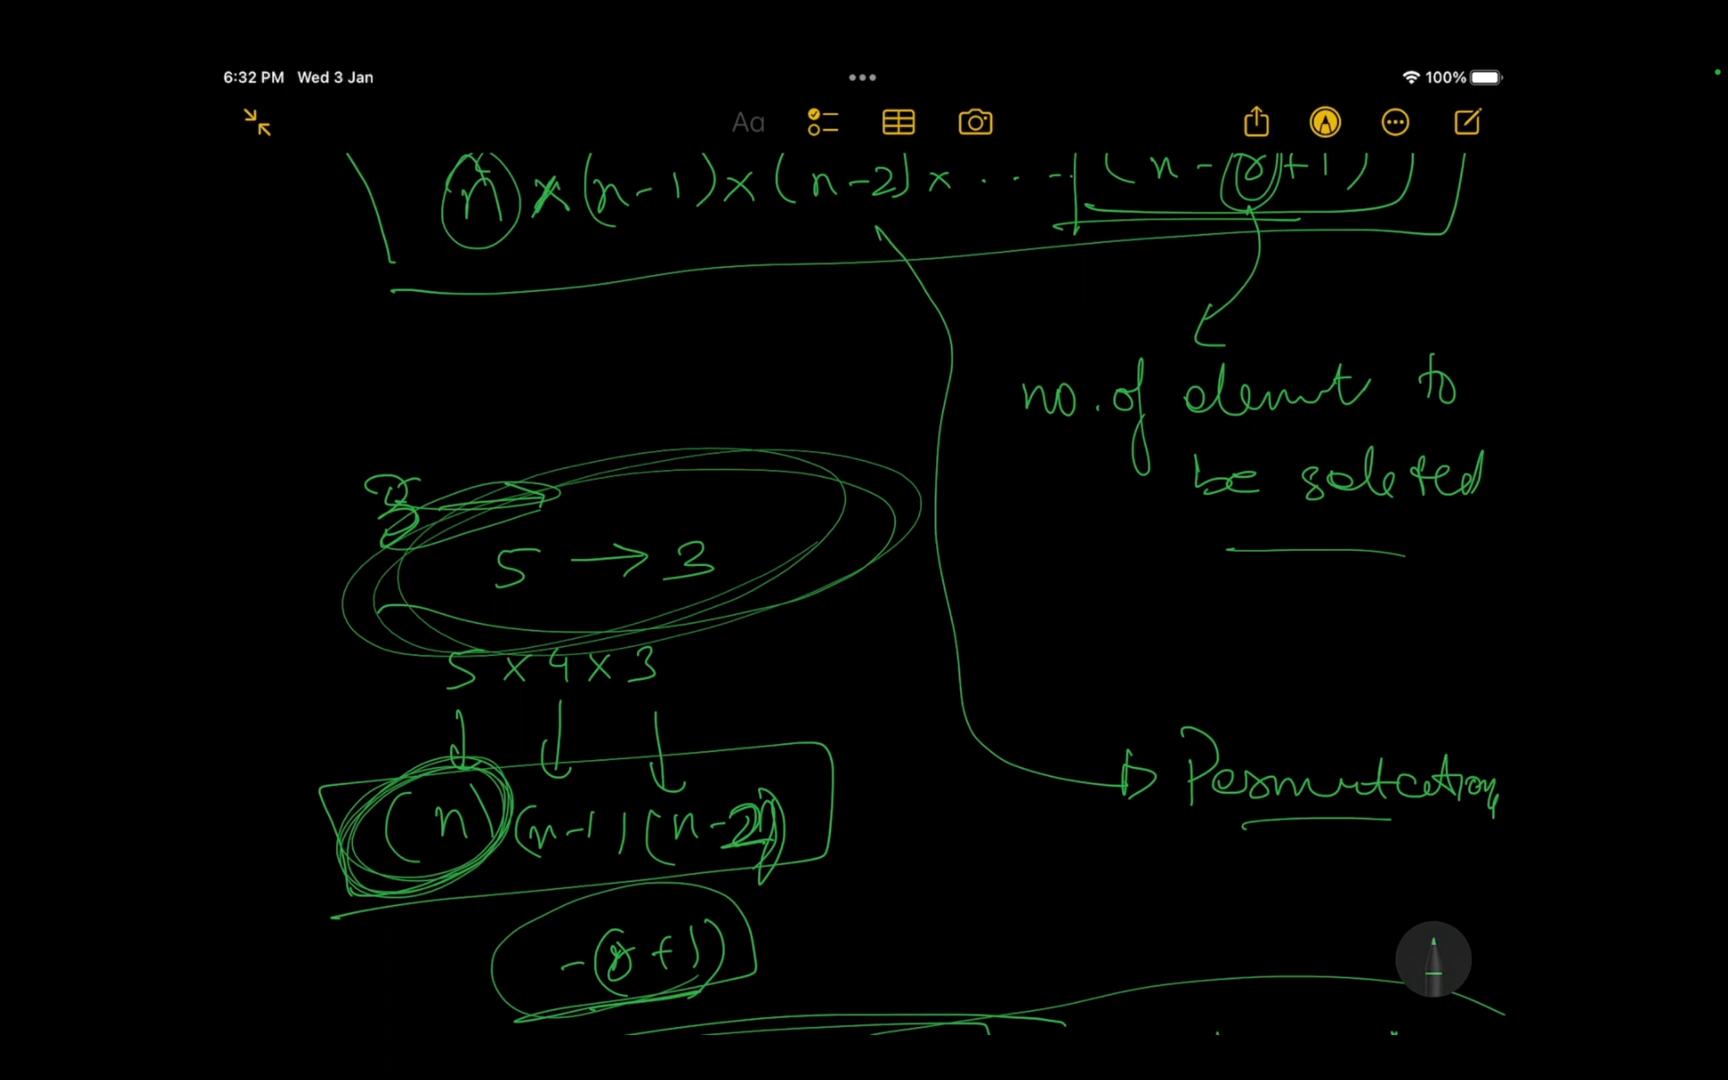 6:32 PM Wed 3 Jan
100%
Aa
n × (n-1) × (n-2) × ..... (n - r + 1)
no. of element to
be selected
3
5 → 3
5 × 4 × 3
(n) (n-1) (n-2)
-(r+1)
Permutation